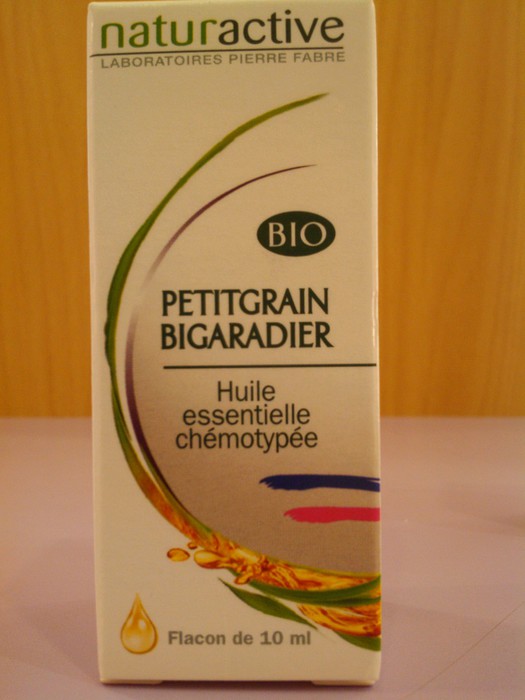 naturactive
LABORATOIRES PIERRE FABRE
BIO
PETITGRAIN
BIGARADIER
Huile
essentielle
chémotypée
Flacon de 10 ml